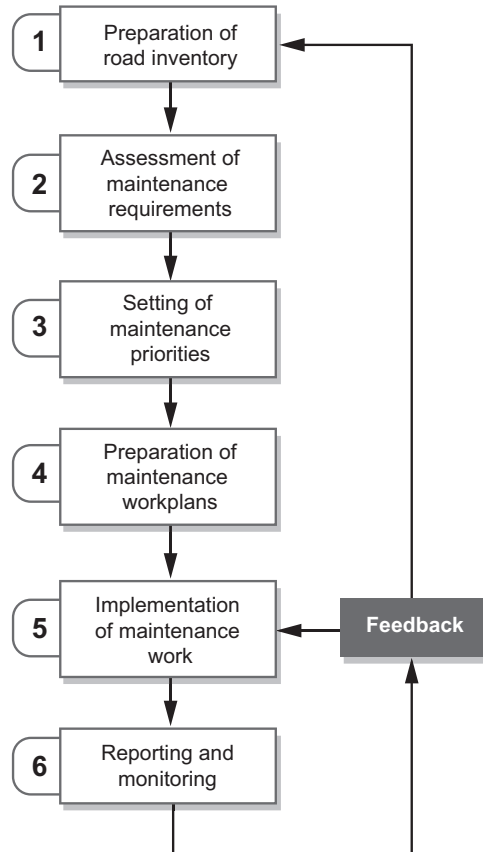 1
Preparation of
road inventory
2
Assessment of
maintenance
requirements
3
Setting of
maintenance
priorities
4
Preparation of
maintenance
workplans
5
Implementation
of maintenance
work
Feedback
6
Reporting and
monitoring